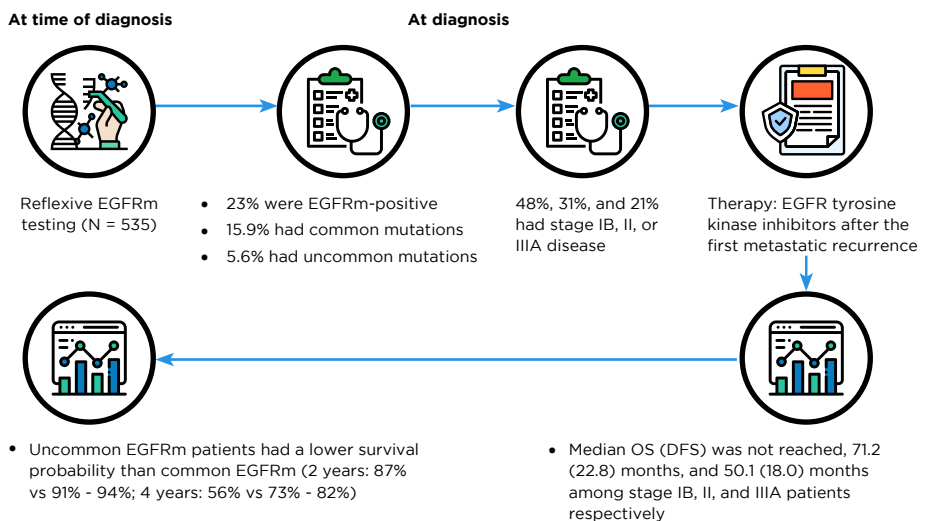 At time of diagnosis
At diagnosis
Reflexive EGFRm
testing (N = 535)
• 23% were EGFRm-positive
• 15.9% had common mutations
• 5.6% had uncommon mutations
48%, 31%, and 21%
had stage IB, II, or
IIIA disease
Therapy: EGFR tyrosine
kinase inhibitors after the
first metastatic recurrence
• Median OS (DFS) was not reached, 71.2
(22.8) months, and 50.1 (18.0) months
among stage IB, II, and IIIA patients
respectively
• Uncommon EGFRm patients had a lower survival
probability than common EGFRm (2 years: 87%
vs 91% - 94%; 4 years: 56% vs 73% - 82%)